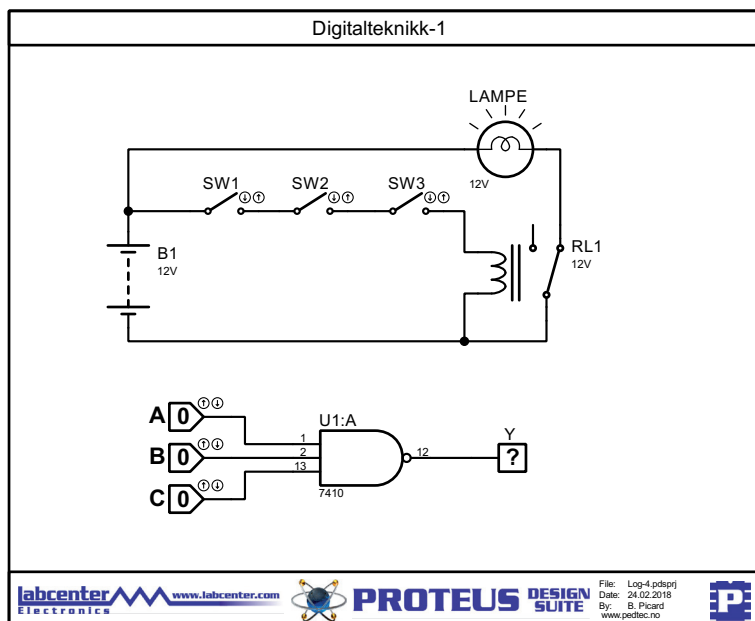 Digitalteknikk-1
LAMPE
12V
SW1
SW2
SW3
B1
12V
RL1
12V
A 0
B 0
C 0
1
2
13
U1:A
7410
12
Y
?
labcenter www.labcenter.com
Electronics
PROTEUS DESIGN SUITE
File: Log-4.pdsprj
Date: 24.02.2018
By: B. Picard
www.pedtec.no
P